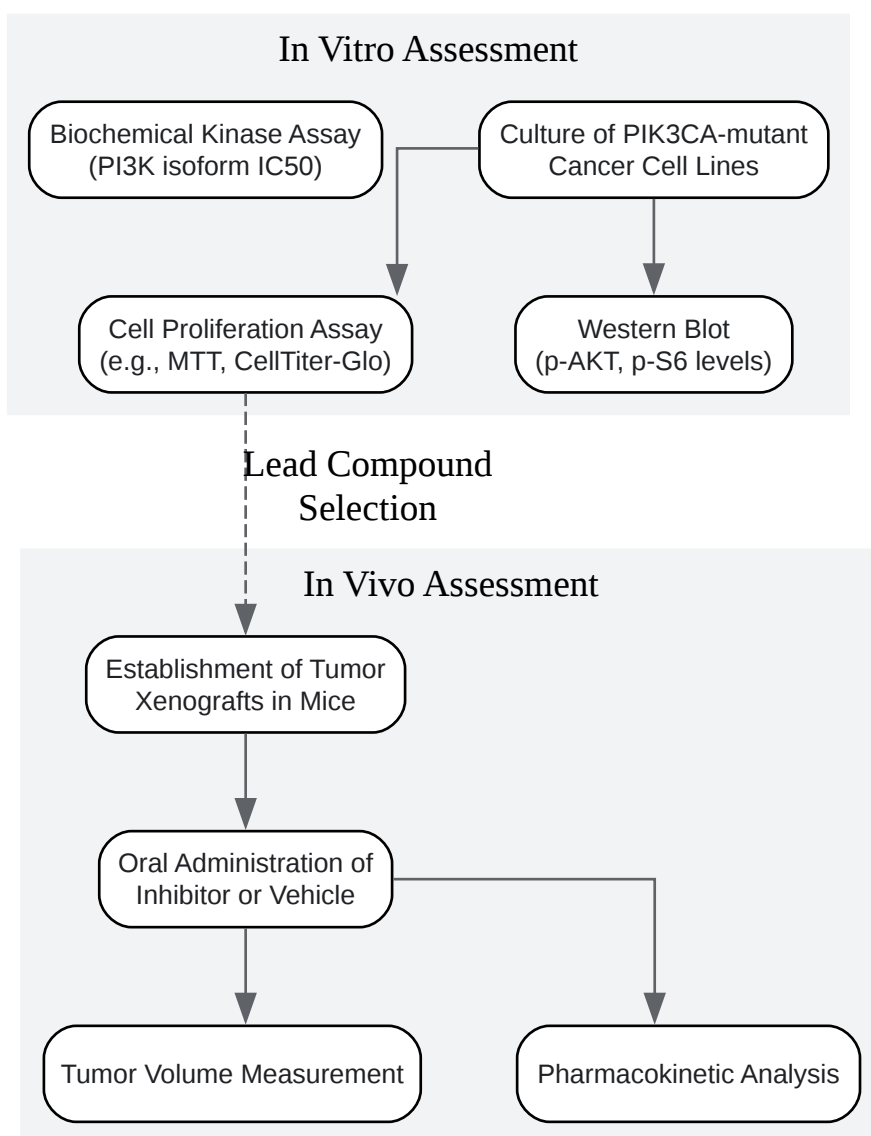 In Vitro Assessment
Biochemical Kinase Assay
(PI3K isoform IC50)
Culture of PIK3CA-mutant
Cancer Cell Lines
Cell Proliferation Assay
(e.g., MTT, CellTiter-Glo)
Western Blot
(p-AKT, p-S6 levels)
Lead Compound
Selection
In Vivo Assessment
Establishment of Tumor
Xenografts in Mice
Oral Administration of
Inhibitor or Vehicle
Tumor Volume Measurement
Pharmacokinetic Analysis